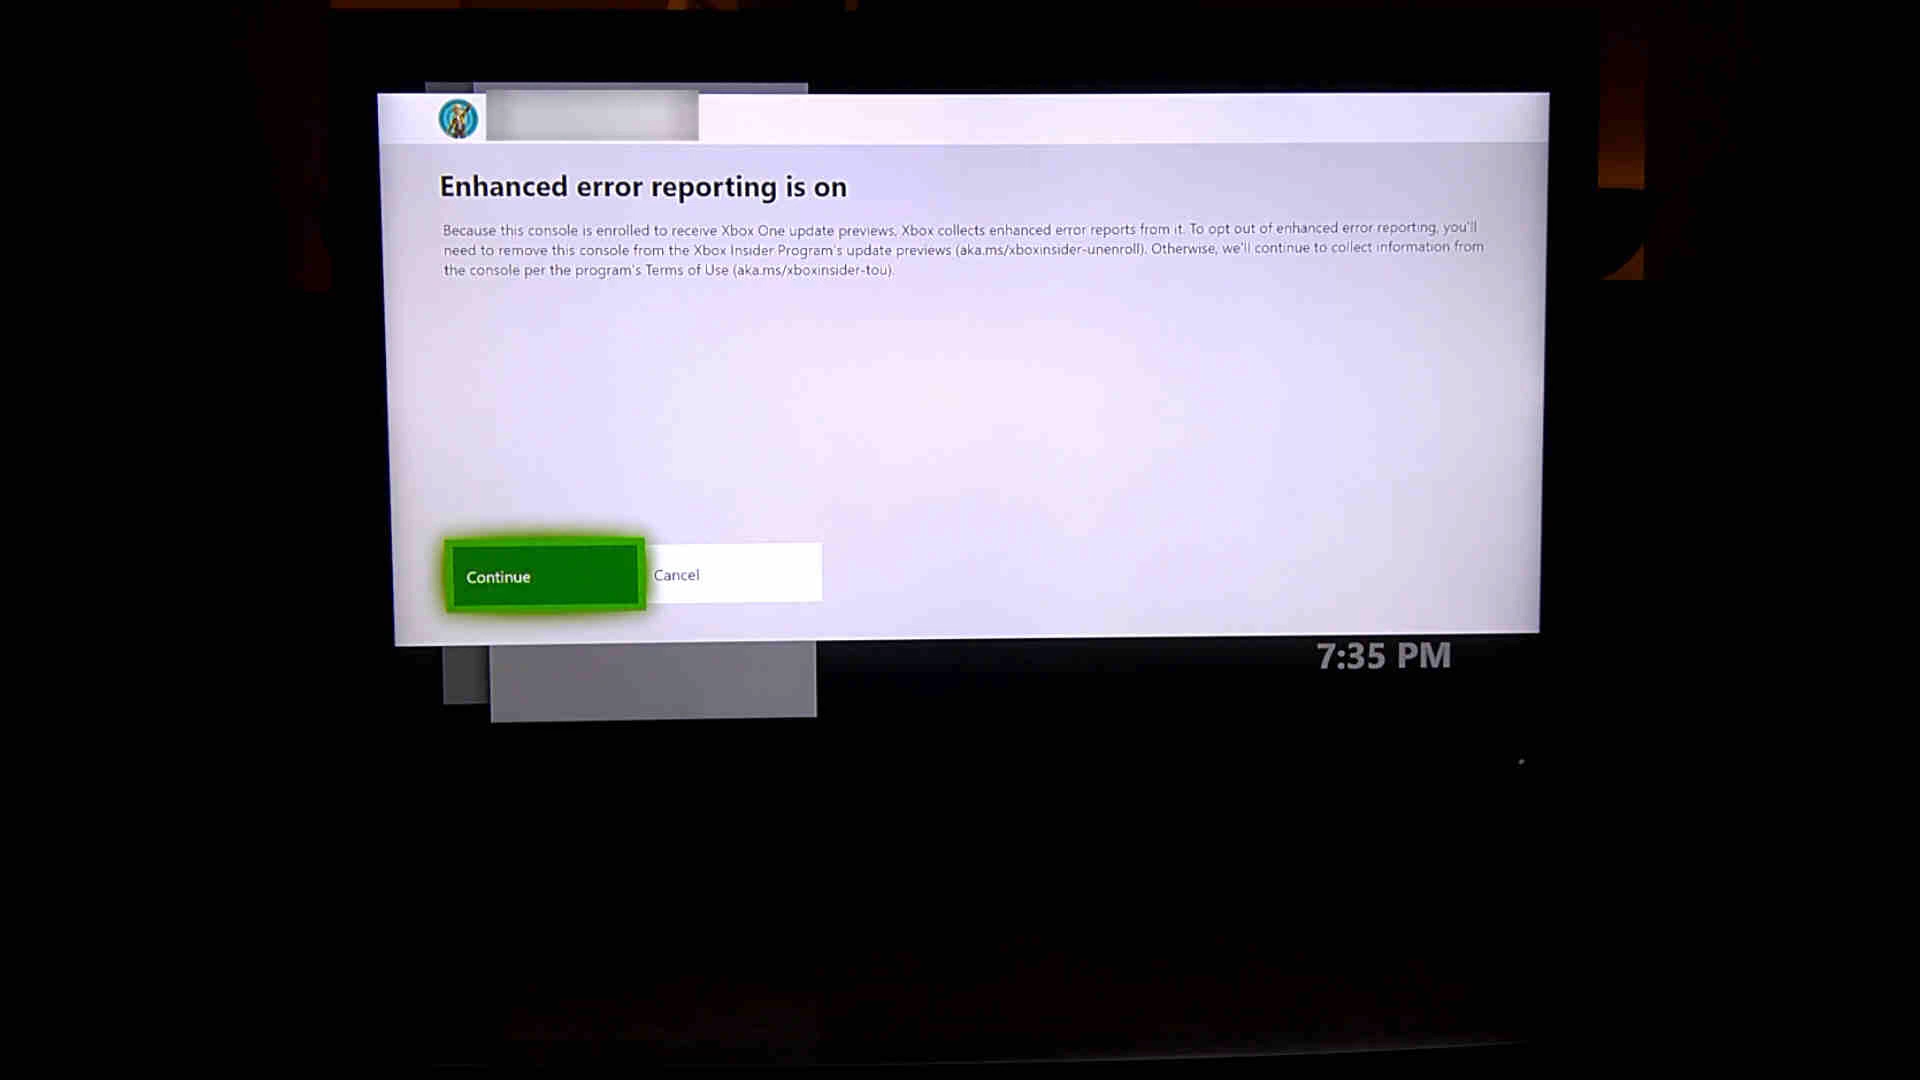 Enhanced error reporting is on
Because this console is enrolled to receive Xbox One update previews, Xbox collects enhanced error reports from it. To opt out of enhanced error reporting, you'll
need to remove this console from the Xbox Insider Program's update previews (aka.ms/xboxinsider-unenroll). Otherwise, we'll continue to collect information from
the console per the program's Terms of Use (aka.ms/xboxinsider-tou).
Continue
Cancel
7:35 PM